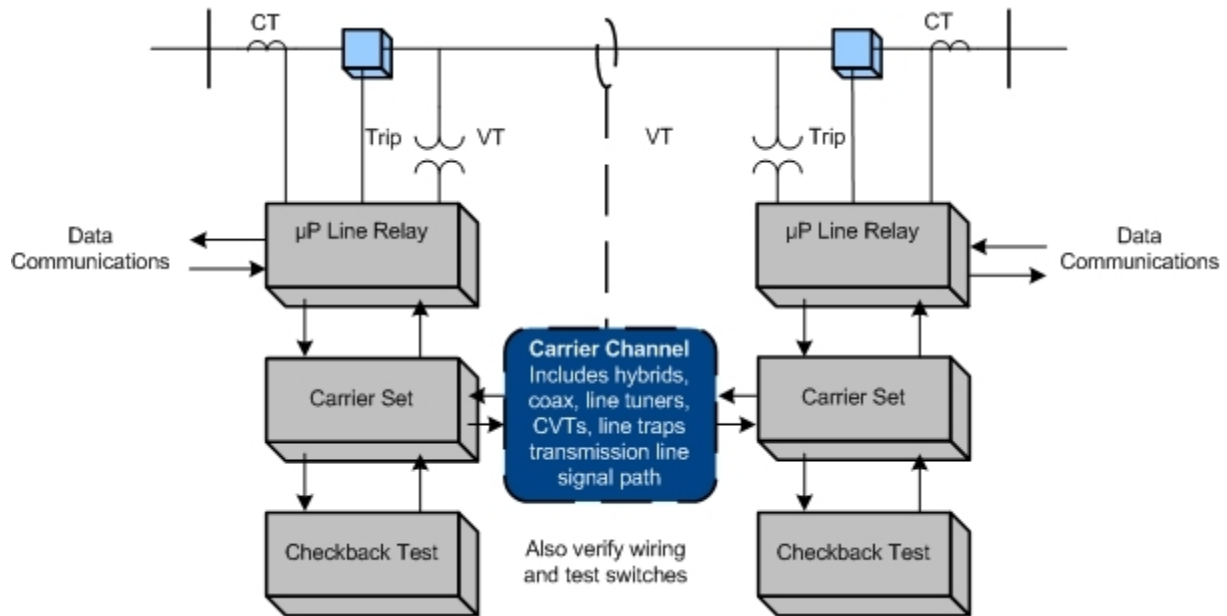 CT
CT
Trip
VT
VT
Trip
µP Line Relay
µP Line Relay
Data
Communications
Data
Communications
Carrier Channel
Includes hybrids,
coax, line tuners,
CVTs, line traps
transmission line
signal path
Carrier Set
Carrier Set
Also verify wiring
and test switches
Checkback Test
Checkback Test